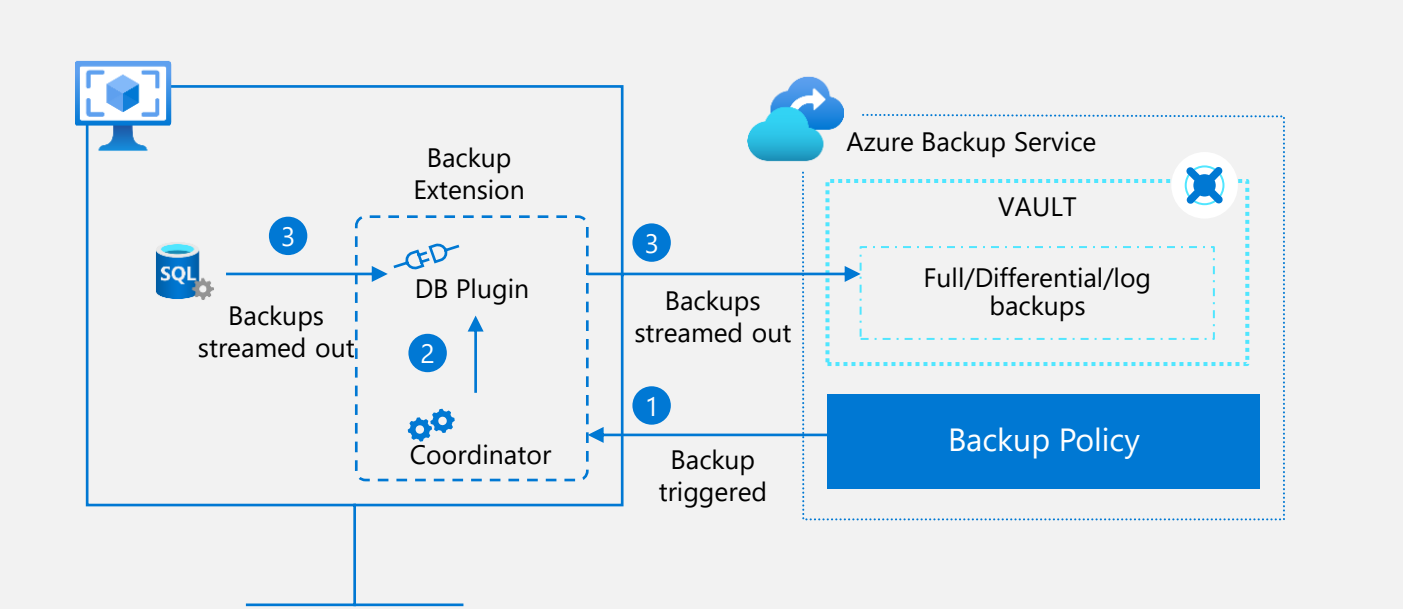 Backup
Extension
3
SQL
Backups
streamed out
DB Plugin
2
Coordinator
3
Backups
streamed out
1
Backup
triggered
Azure Backup Service
VAULT
Full/Differential/log
backups
Backup Policy